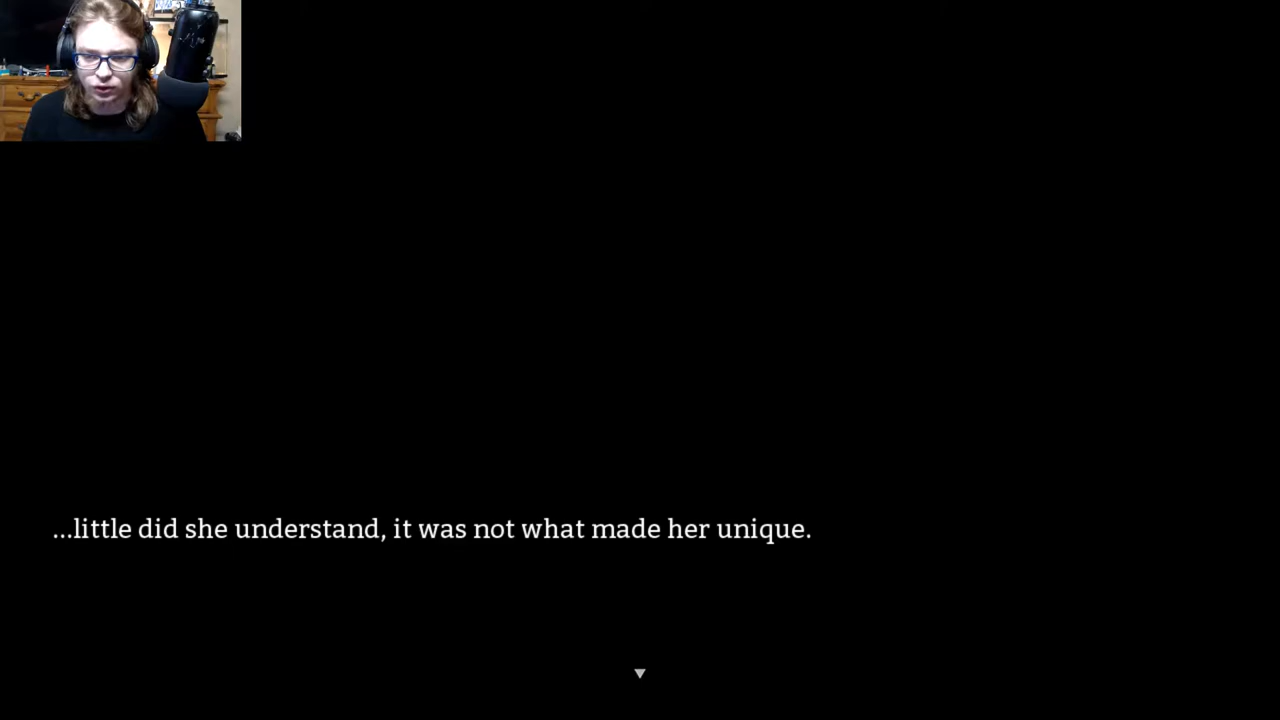 ...little did she understand, it was not what made her unique.